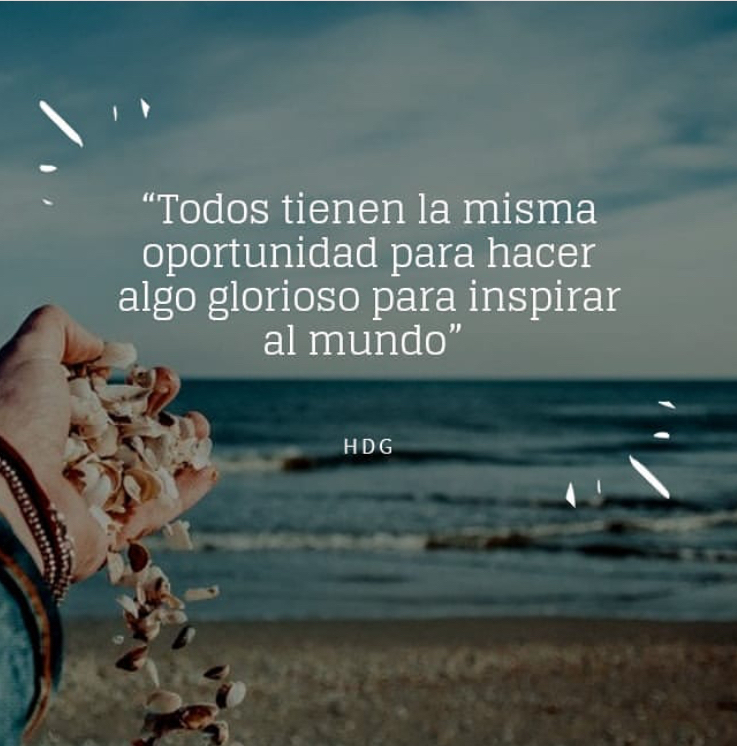 “Todos tienen la misma
oportunidad para hacer
algo glorioso para inspirar
al mundo”
HDG